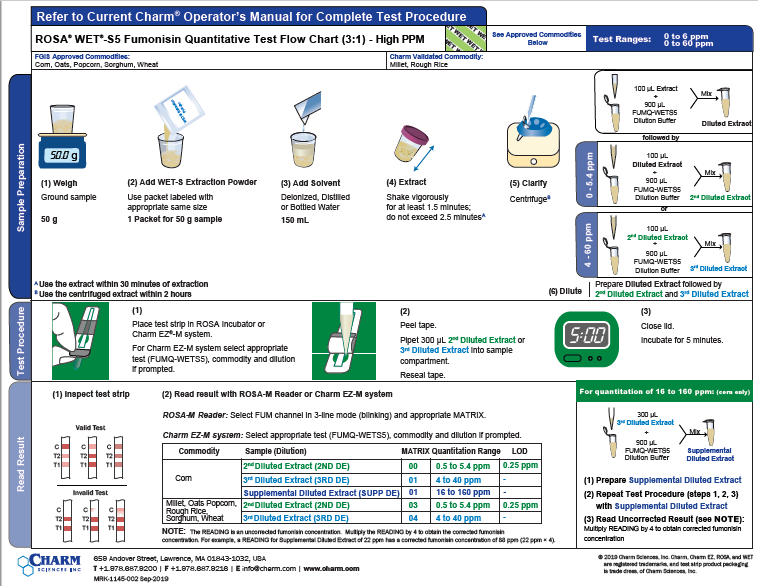 Refer to Current Charm® Operator's Manual for Complete Test Procedure
ROSA® WET®-S5 Fumonisin Quantitative Test Flow Chart (3:1) - High PPM
WET WET WET
See Approved Commodities
Below
Test Ranges:
0 to 6 ppm
0 to 60 ppm
FGIS Approved Commodities:
Corn, Oats, Popcorn, Sorghum, Wheat
Charm Validated Commodity:
Millet, Rough Rice
Sample Preparation
50.0 g
(1) Weigh
Ground sample
50 g
(2) Add WET-S Extraction Powder
Use packet labeled with
appropriate same size
1 Packet for 50 g sample
(3) Add Solvent
Deionized, Distilled
or Bottled Water
150 mL
(4) Extract
Shake vigorously
for at least 1.5 minutes;
do not exceed 2.5 minutesᴬ
(5) Clarify
Centrifugeᴮ
100 µL Extract
+
900 µL
FUMQ-WETS5
Dilution Buffer
Mix
Diluted Extract
followed by
0 - 5.4 ppm
100 µL
Diluted Extract
+
900 µL
FUMQ-WETS5
Dilution Buffer
Mix
2nd Diluted Extract
or
4 - 60 ppm
100 µL
2nd Diluted Extract
+
900 µL
FUMQ-WETS5
Dilution Buffer
Mix
3rd Diluted Extract
ᴬ Use the extract within 30 minutes of extraction
ᴮ Use the centrifuged extract within 2 hours
(6) Dilute
Prepare Diluted Extract followed by
2nd Diluted Extract and 3rd Diluted Extract
Test Procedure
(1)
Place test strip in ROSA Incubator or
Charm EZ®-M system.
For Charm EZ-M system select appropriate
test (FUMQ-WETS5), commodity and dilution
if prompted.
(2)
Peel tape.
Pipet 300 µL 2nd Diluted Extract or
3rd Diluted Extract into sample
compartment.
Reseal tape.
5:00
(3)
Close lid.
Incubate for 5 minutes.
Read Result
(1) Inspect test strip
Valid Test
C
T2
T1
C
T2
T1
C
T2
T1
Invalid Test
C
T2
T1
C
T2
T1
C
T2
T1
(2) Read result with ROSA-M Reader or Charm EZ-M system
ROSA-M Reader: Select FUM channel in 3-line mode (blinking) and appropriate MATRIX.
Charm EZ-M system: Select appropriate test (FUMQ-WETS5), commodity and dilution if prompted.
Commodity Sample (Dilution) MATRIX Quantitation Range LOD
Corn
2nd Diluted Extract (2ND DE) 00 0.5 to 5.4 ppm 0.25 ppm
3rd Diluted Extract (3RD DE) 01 4 to 40 ppm -
Supplemental Diluted Extract (SUPP DE) 01 16 to 160 ppm -
Millet, Oats Popcorn,
Rough Rice,
Sorghum, Wheat
2nd Diluted Extract (2ND DE) 03 0.5 to 5.4 ppm 0.25 ppm
3rd Diluted Extract (3RD DE) 04 4 to 40 ppm -
NOTE: The READING is an uncorrected fumonisin concentration. Multiply the READING by 4 to obtain the corrected fumonisin
concentration. For example, a READING for Supplemental Diluted Extract of 22 ppm has a corrected fumonisin concentration of 88 ppm (22 ppm × 4).
For quantitation of 16 to 160 ppm: (corn only)
300 µL
3rd Diluted Extract
+
900 µL
FUMQ-WETS5
Dilution Buffer
Mix
Supplemental
Diluted Extract
(1) Prepare Supplemental Diluted Extract
(2) Repeat Test Procedure (steps 1, 2, 3)
with Supplemental Diluted Extract
(3) Read Uncorrected Result (see NOTE):
Multiply READING by 4 to obtain corrected fumonisin
concentration
CHARM
SCIENCES INC
659 Andover Street, Lawrence, MA 01843-1032, USA
T +1.978.687.9200 | F +1.978.687.9216 | E info@charm.com | www.charm.com
MRK-1145-002 Sep-2019
© 2019 Charm Sciences, Inc. Charm, Charm EZ, ROSA, and WET
are registered trademarks, and test strip product packaging
is trade dress, of Charm Sciences, Inc.